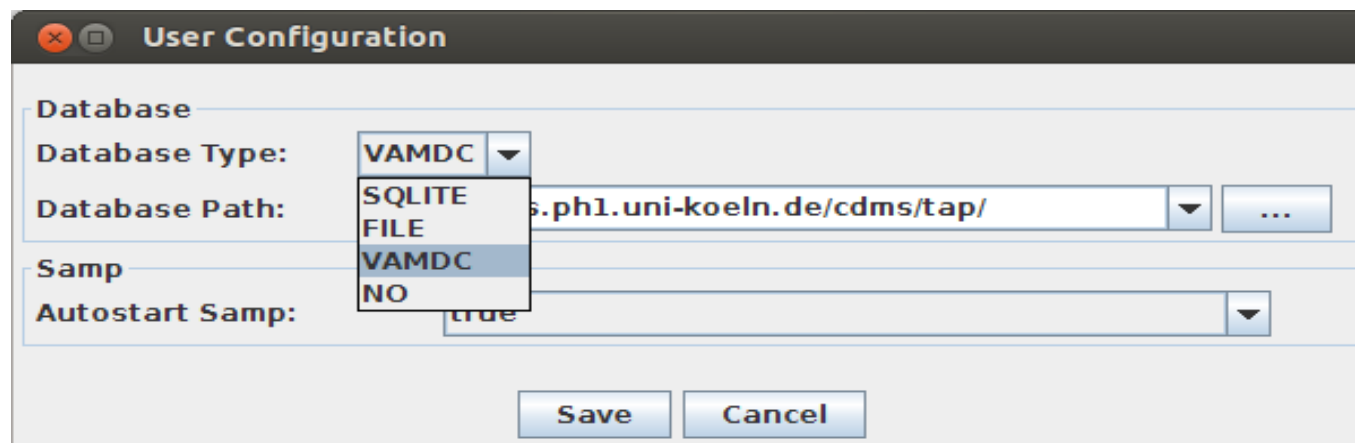 User Configuration
Database
Database Type: VAMDC
SQLITE
Database Path: s.ph1.uni-koeln.de/cdms/tap/ ...
FILE
VAMDC
Samp
NO
Autostart Samp: true
Save Cancel